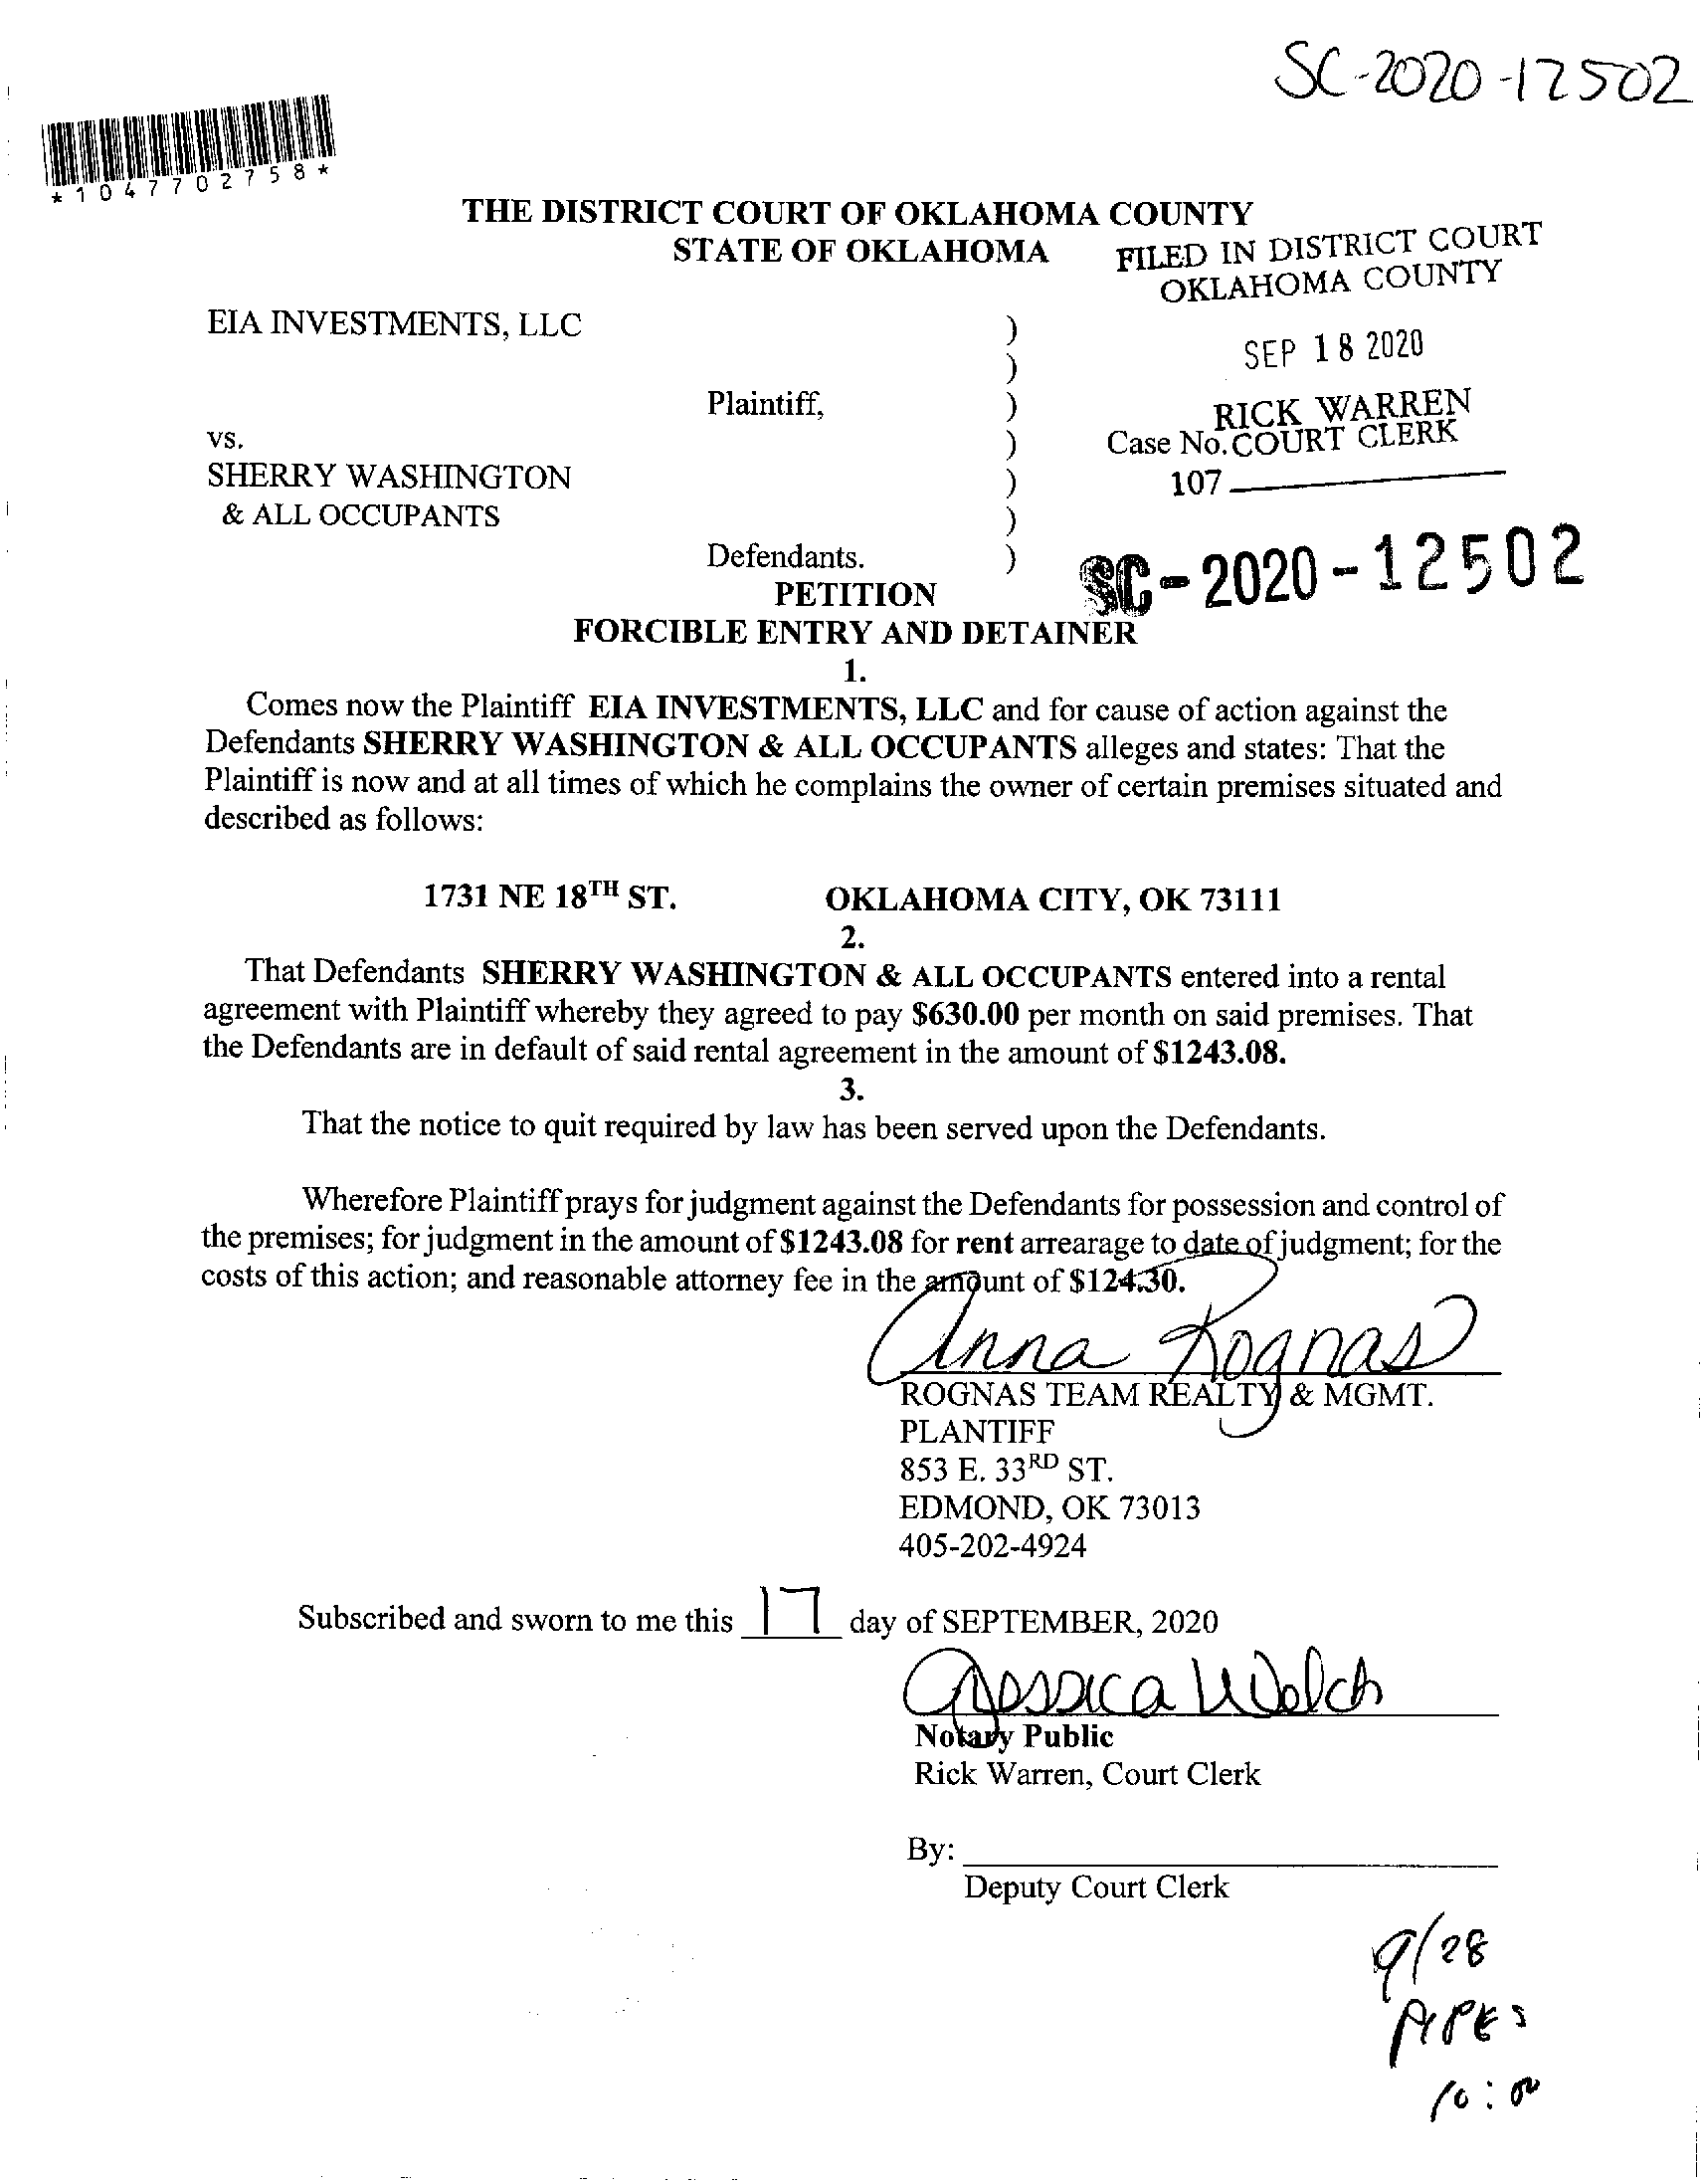 SC-2020-12502
*1047702758*
THE DISTRICT COURT OF OKLAHOMA COUNTY
STATE OF OKLAHOMA
FILED IN DISTRICT COURT
OKLAHOMA COUNTY
EIA INVESTMENTS, LLC )
)
SEP 18 2020
Plaintiff, )
RICK WARREN
vs. ) Case No. COURT CLERK
SHERRY WASHINGTON ) 107
& ALL OCCUPANTS )
Defendants. ) SC-2020-12502
PETITION
FORCIBLE ENTRY AND DETAINER
1.
Comes now the Plaintiff EIA INVESTMENTS, LLC and for cause of action against the
Defendants SHERRY WASHINGTON & ALL OCCUPANTS alleges and states: That the
Plaintiff is now and at all times of which he complains the owner of certain premises situated and
described as follows:
1731 NE 18TH ST. OKLAHOMA CITY, OK 73111
2.
That Defendants SHERRY WASHINGTON & ALL OCCUPANTS entered into a rental
agreement with Plaintiff whereby they agreed to pay $630.00 per month on said premises. That
the Defendants are in default of said rental agreement in the amount of $1243.08.
3.
That the notice to quit required by law has been served upon the Defendants.
Wherefore Plaintiff prays for judgment against the Defendants for possession and control of
the premises; for judgment in the amount of $1243.08 for rent arrearage to date of judgment; for the
costs of this action; and reasonable attorney fee in the amount of $124.30.
Anna Rognas
ROGNAS TEAM REALTY & MGMT.
PLANTIFF
853 E. 33RD ST.
EDMOND, OK 73013
405-202-4924
Subscribed and sworn to me this 17 day of SEPTEMBER, 2020
Jessica Welch
Notary Public
Rick Warren, Court Clerk
By:
Deputy Court Clerk
9/28
10:00